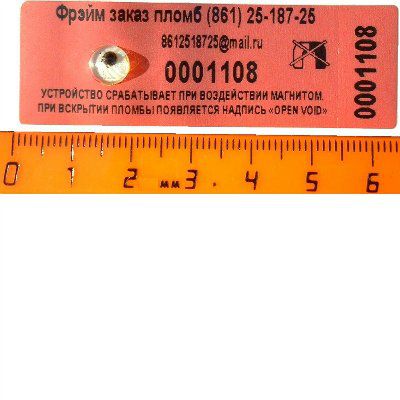 Фрэйм заказ пломб (861) 25-187-25
8612518725@mail.ru
0001108
УСТРОЙСТВО СРАБАТЫВАЕТ ПРИ ВОЗДЕЙСТВИИ МАГНИТОМ.
ПРИ ВСКРЫТИИ ПЛОМБЫ ПОЯВЛЯЕТСЯ НАДПИСЬ «OPEN VOID»
0001108
0 1 2 мм 3 4 5 6